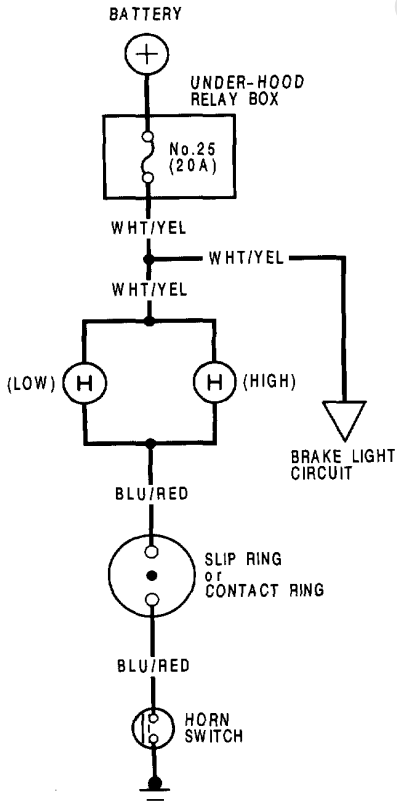 BATTERY
UNDER-HOOD
RELAY BOX
No.25
(20A)
WHT/YEL
WHT/YEL
WHT/YEL
(LOW)
H
H
(HIGH)
BRAKE LIGHT
CIRCUIT
BLU/RED
SLIP RING
or
CONTACT RING
BLU/RED
HORN
SWITCH